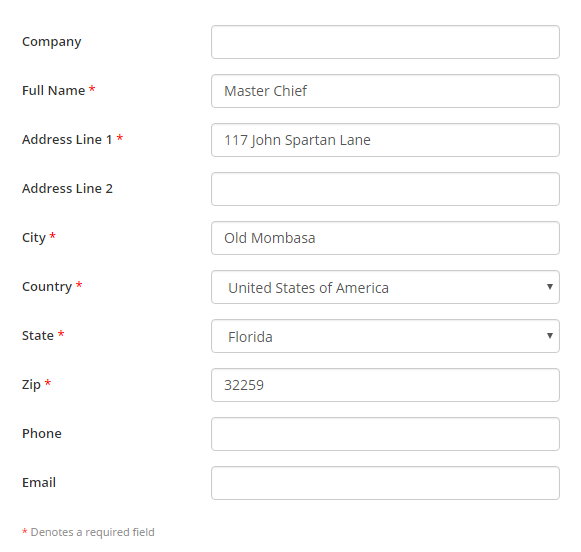 Company
Full Name * Master Chief
Address Line 1 * 117 John Spartan Lane
Address Line 2
City * Old Mombasa
Country * United States of America
State * Florida
Zip * 32259
Phone
Email
* Denotes a required field